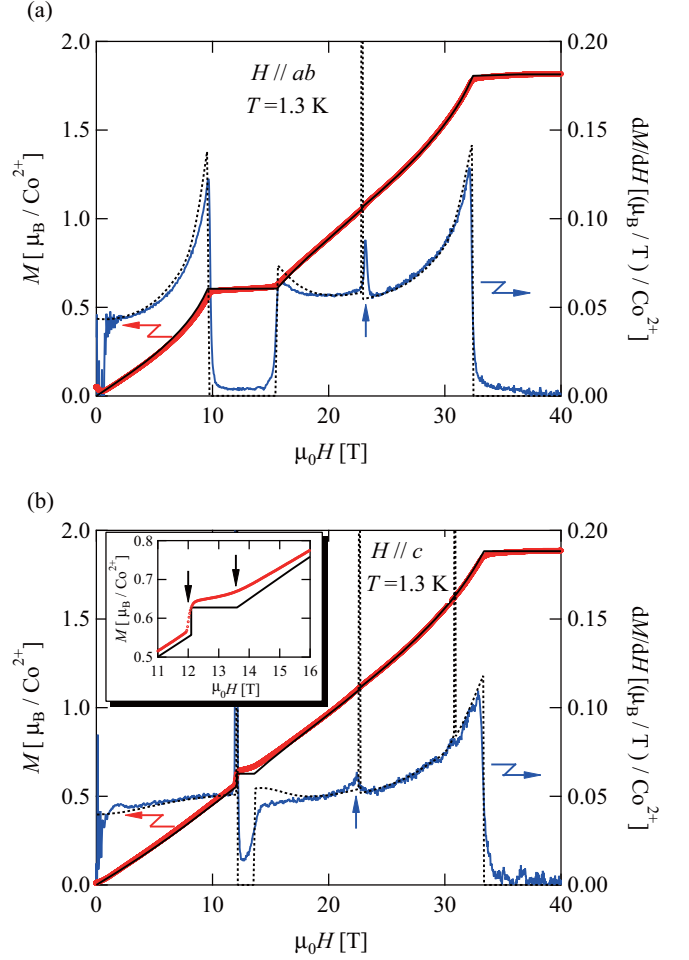 (a)
2.0
1.5
1.0
0.5
0.0
M [ μB / Co2+ ]
H // ab
T =1.3 K
0.20
0.15
0.10
0.05
0.00
dM/dH [(μB / T) / Co2+]
0
10
20
30
40
μ0H [T]
(b)
2.0
1.5
1.0
0.5
0.0
M [ μB / Co2+ ]
0.8
0.7
0.6
0.5
M [ μB / Co2+ ]
11
12
13
14
15
16
μ0H [T]
H // c
T =1.3 K
0.20
0.15
0.10
0.05
0.00
dM/dH [(μB / T) / Co2+]
0
10
20
30
40
μ0H [T]